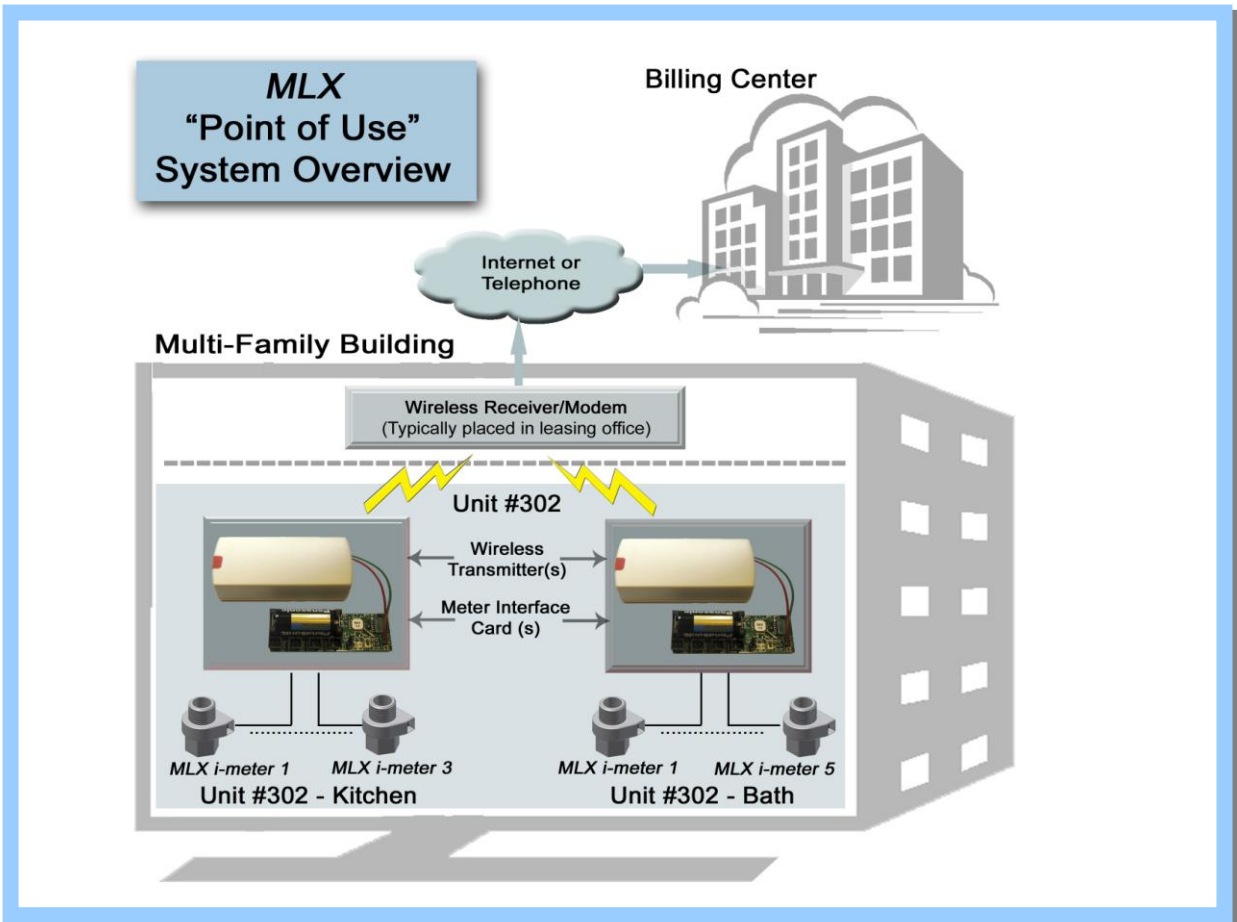 MLX
“Point of Use”
System Overview
Billing Center
Internet or
Telephone
Multi-Family Building
Wireless Receiver/Modem
(Typically placed in leasing office)
Unit #302
Wireless
Transmitter(s)
Meter Interface
Card (s)
MLX i-meter 1
MLX i-meter 3
MLX i-meter 1
MLX i-meter 5
Unit #302 - Kitchen
Unit #302 - Bath